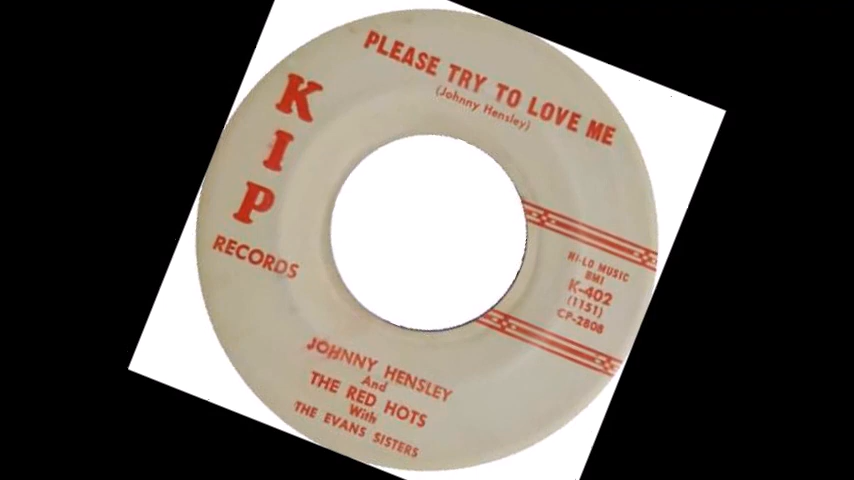 PLEASE TRY TO LOVE ME
(Johnny Hensley)
K
I
P
RECORDS
HI-LO MUSIC
BMI
K-402
(1151)
CP-2808
JOHNNY HENSLEY
And
THE RED HOTS
With
THE EVANS SISTERS